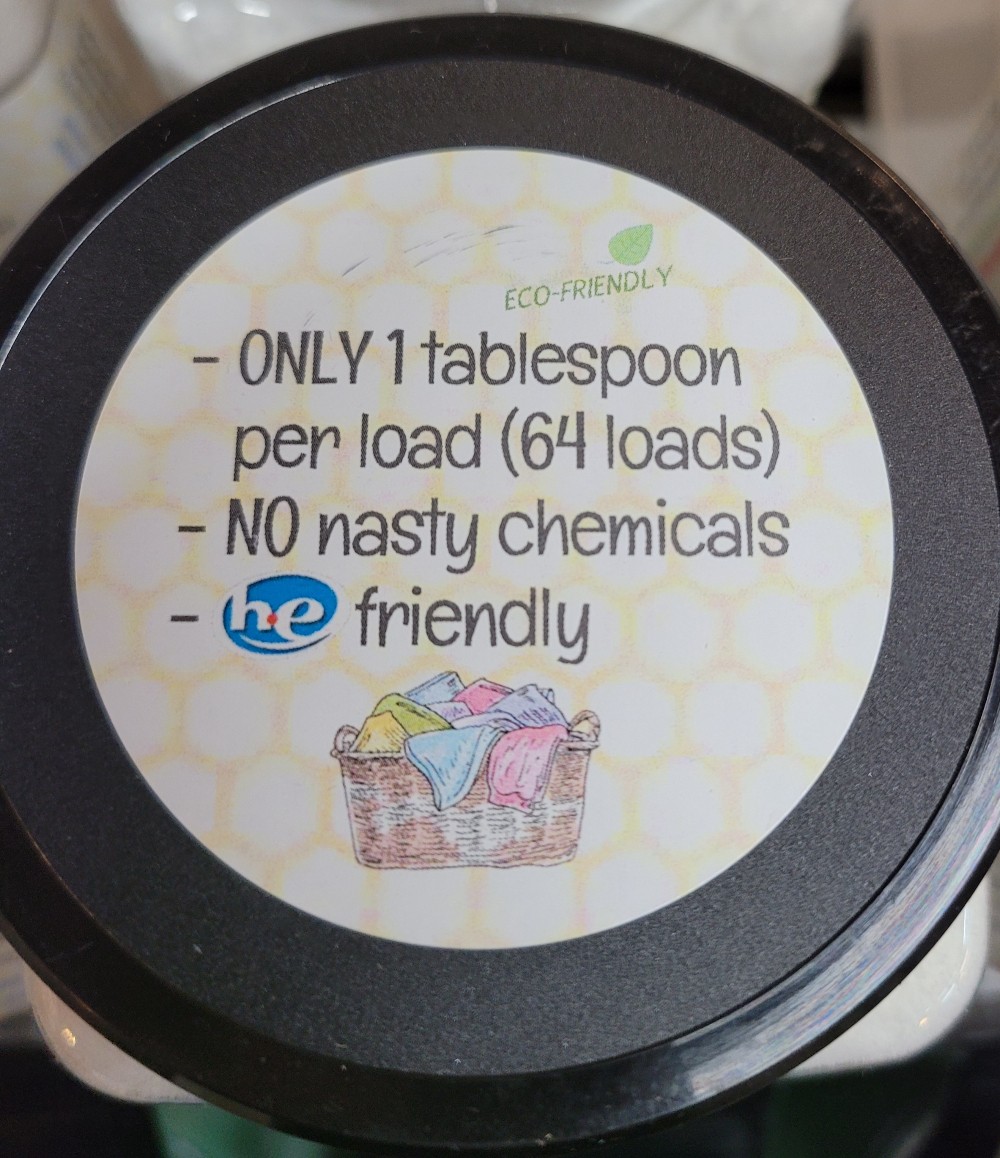 ECO-FRIENDLY
- ONLY 1 tablespoon
per load (64 loads)
- NO nasty chemicals
- he friendly